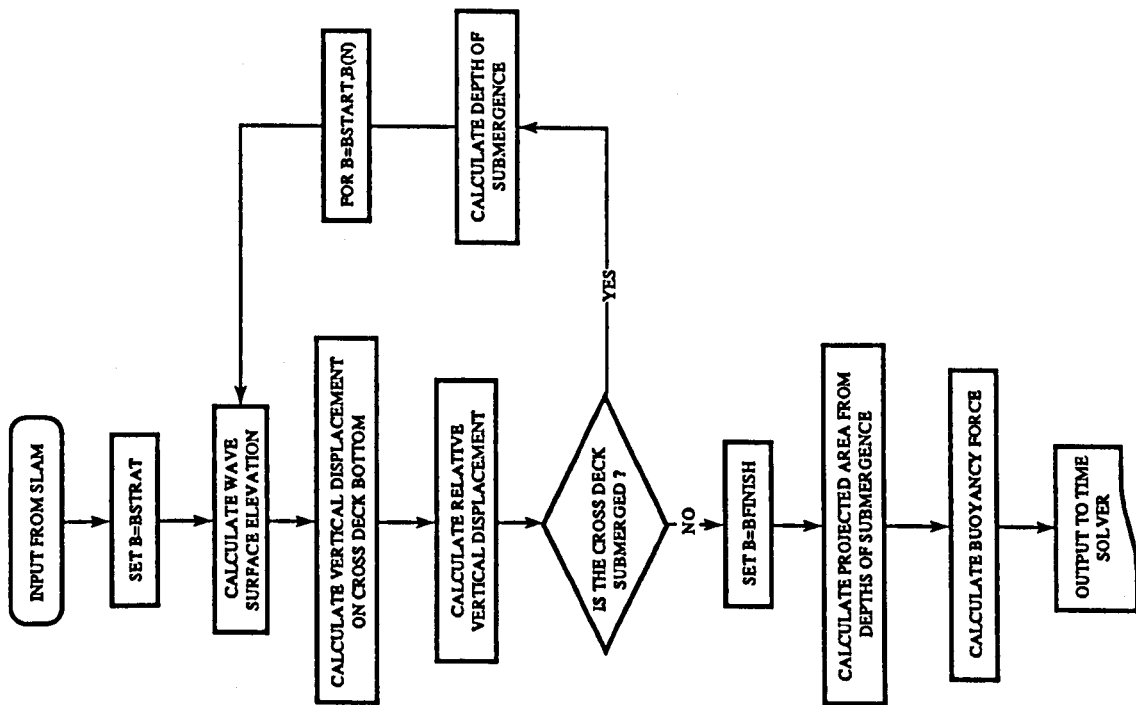 INPUT FROM SLAM
SET B=BSTRAT
CALCULATE WAVE
SURFACE ELEVATION
CALCULATE VERTICAL DISPLACEMENT
ON CROSS DECK BOTTOM
CALCULATE RELATIVE
VERTICAL DISPLACEMENT
IS THE CROSS DECK
SUBMERGED ?
YES
CALCULATE DEPTH OF
SUBMERGENCE
FOR B=BSTART,B(N)
NO
SET B=BFINISH
CALCULATE PROJECTED AREA FROM
DEPTHS OF SUBMERGENCE
CALCULATE BUOYANCY FORCE
OUTPUT TO TIME
SOLVER